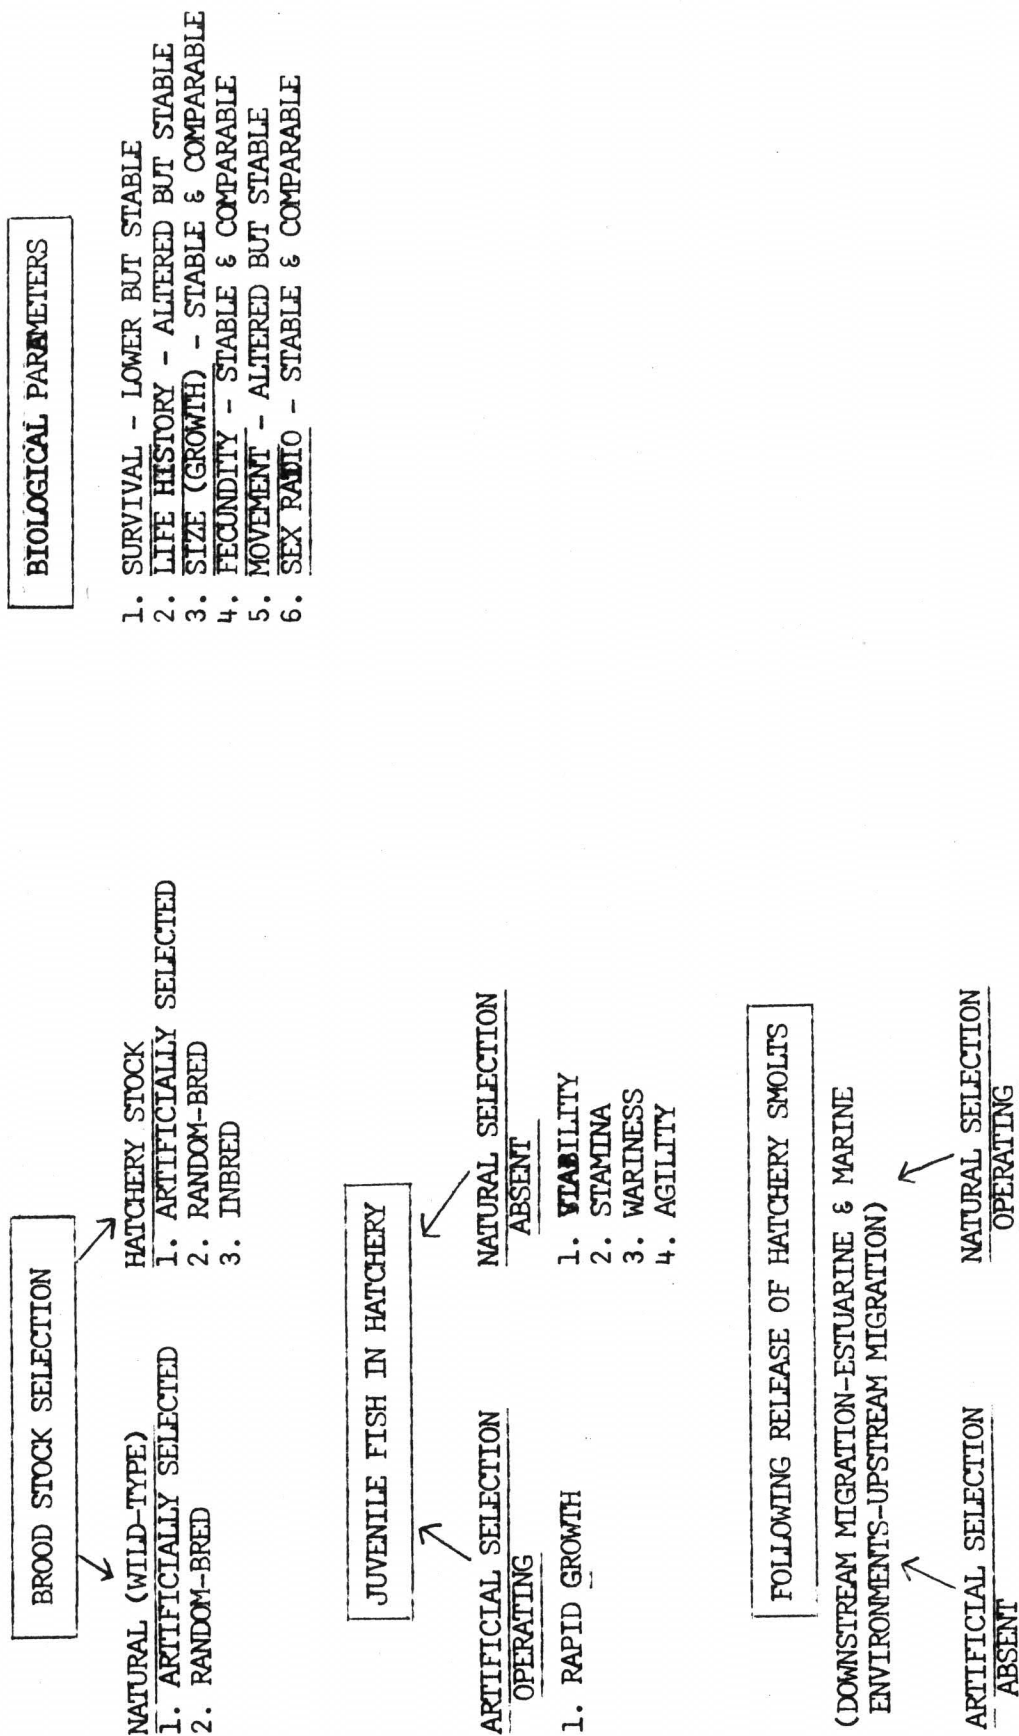 BROOD STOCK SELECTION
NATURAL (WILD-TYPE)
1. ARTIFICIALLY SELECTED
2. RANDOM-BRED
HATCHERY STOCK
1. ARTIFICIALLY SELECTED
2. RANDOM-BRED
3. INBRED
JUVENILE FISH IN HATCHERY
ARTIFICIAL SELECTION
OPERATING
1. RAPID GROWTH
NATURAL SELECTION
ABSENT
1. VIABILITY
2. STAMINA
3. WARINESS
4. AGILITY
FOLLOWING RELEASE OF HATCHERY SMOLTS
(DOWNSTREAM MIGRATION-ESTUARINE & MARINE
ENVIRONMENTS-UPSTREAM MIGRATION)
ARTIFICIAL SELECTION
ABSENT
NATURAL SELECTION
OPERATING
BIOLOGICAL PARAMETERS
1. SURVIVAL - LOWER BUT STABLE
2. LIFE HISTORY - ALTERED BUT STABLE
3. SIZE (GROWTH) - STABLE & COMPARABLE
4. FECUNDITY - STABLE & COMPARABLE
5. MOVEMENT - ALTERED BUT STABLE
6. SEX RATIO - STABLE & COMPARABLE